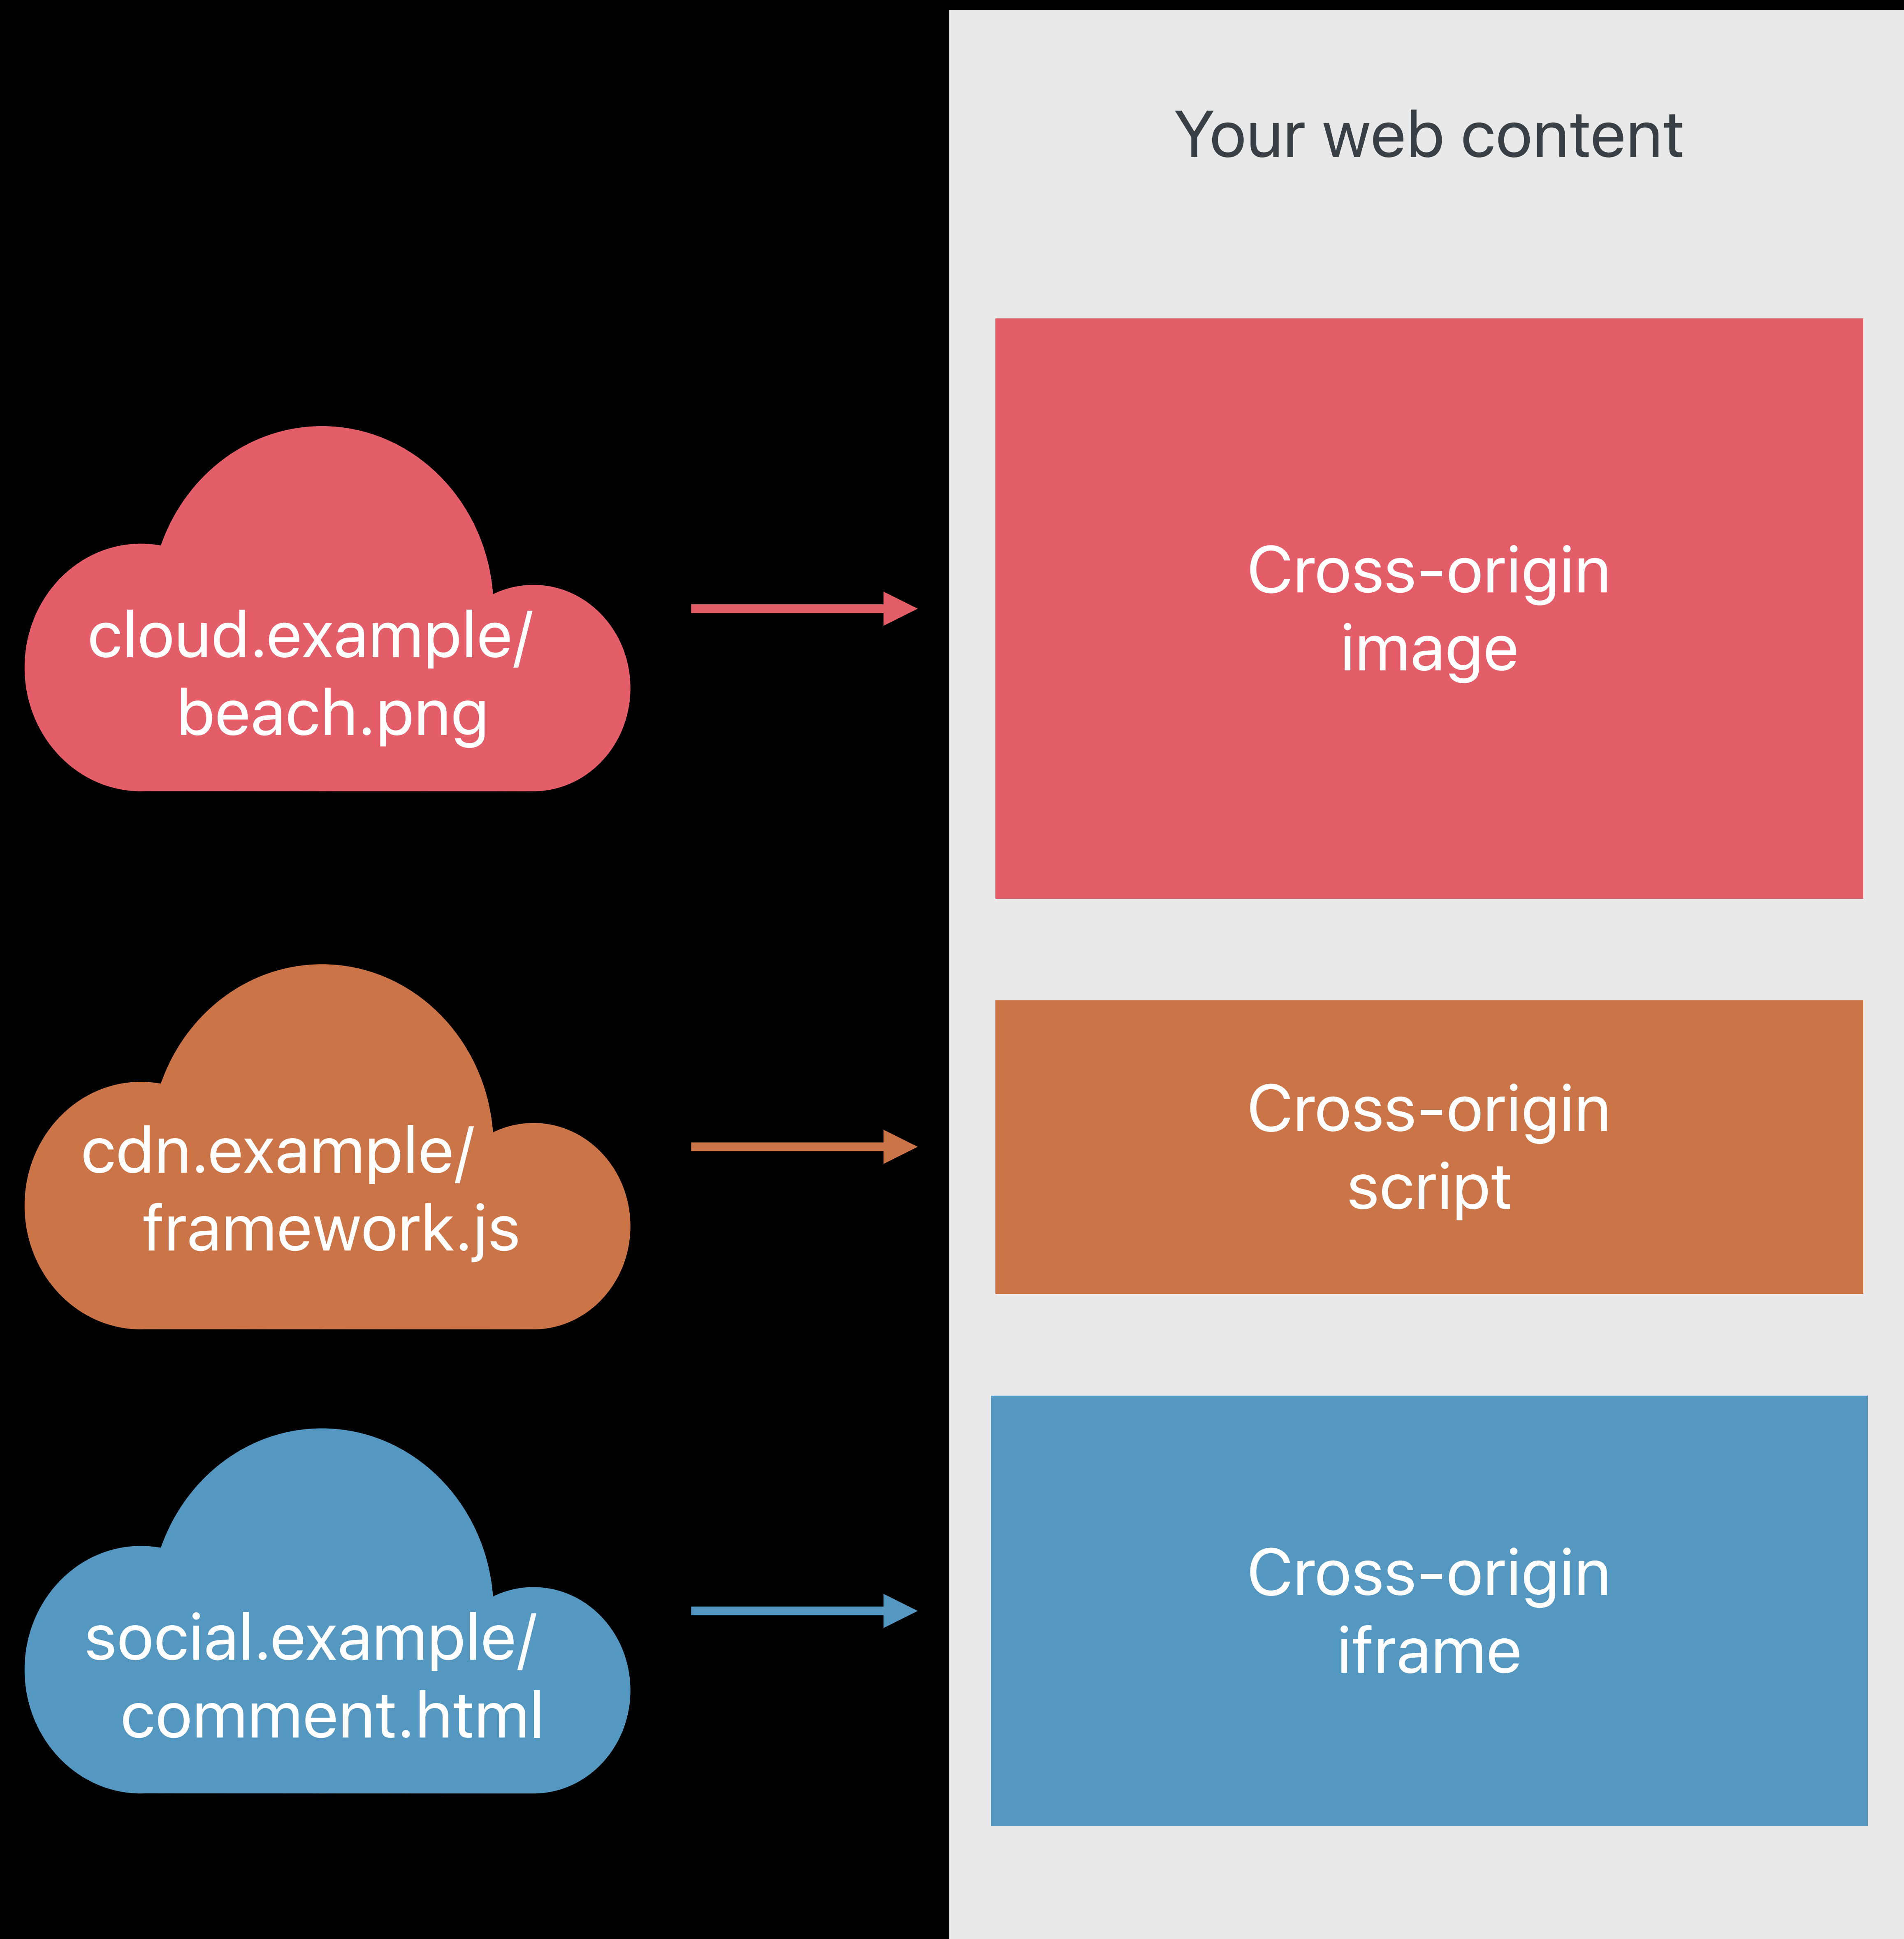 Your web content
cloud.example/
beach.png
Cross-origin
image
cdn.example/
framework.js
Cross-origin
script
social.example/
comment.html
Cross-origin
iframe